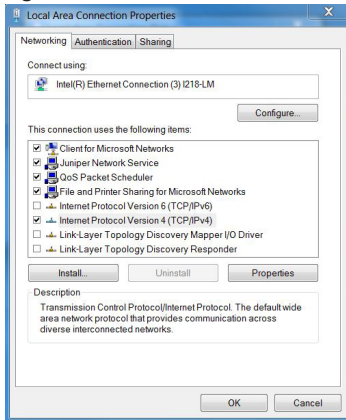 Local Area Connection Properties
X
Networking Authentication Sharing
Connect using:
Intel(R) Ethernet Connection (3) I218-LM
Configure...
This connection uses the following items:
Client for Microsoft Networks
Juniper Network Service
QoS Packet Scheduler
File and Printer Sharing for Microsoft Networks
Internet Protocol Version 6 (TCP/IPv6)
Internet Protocol Version 4 (TCP/IPv4)
Link-Layer Topology Discovery Mapper I/O Driver
Link-Layer Topology Discovery Responder
Install... Uninstall Properties
Description
Transmission Control Protocol/Internet Protocol. The default wide
area network protocol that provides communication across
diverse interconnected networks.
OK Cancel